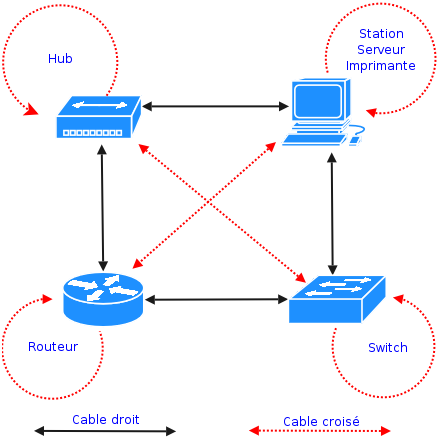 Hub
Station
Serveur
Imprimante
Routeur
Switch
Cable droit
Cable croisé